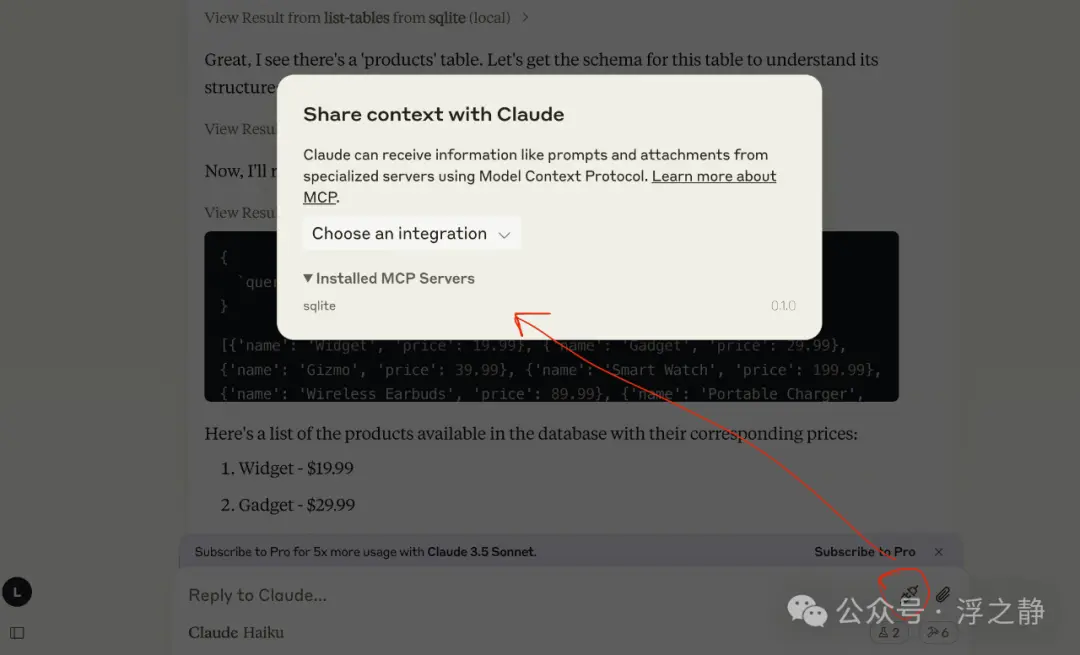 View Result from list-tables from sqlite (local)
Great, I see there's a 'products' table. Let's get the schema for this table to understand its
structure
View Resu
Now, I'll r
View Resu
Share context with Claude
Claude can receive information like prompts and attachments from
specialized servers using Model Context Protocol. Learn more about
MCP.
Choose an integration
▼Installed MCP Servers
sqlite 0.1.0
{
`quer
}
[{'name': 'Widget', 'price': 19.99}, {'name': 'Gadget', 'price': 29.99},
{'name': 'Gizmo', 'price': 39.99}, {'name': 'Smart Watch', 'price': 199.99},
{'name': 'Wireless Earbuds', 'price': 89.99}, {'name': 'Portable Charger',
Here's a list of the products available in the database with their corresponding prices:
1. Widget - $19.99
2. Gadget - $29.99
Subscribe to Pro for 5x more usage with Claude 3.5 Sonnet. Subscribe to Pro ×
L
Reply to Claude...
公众号 · 浮之静
Claude Haiku 2 6